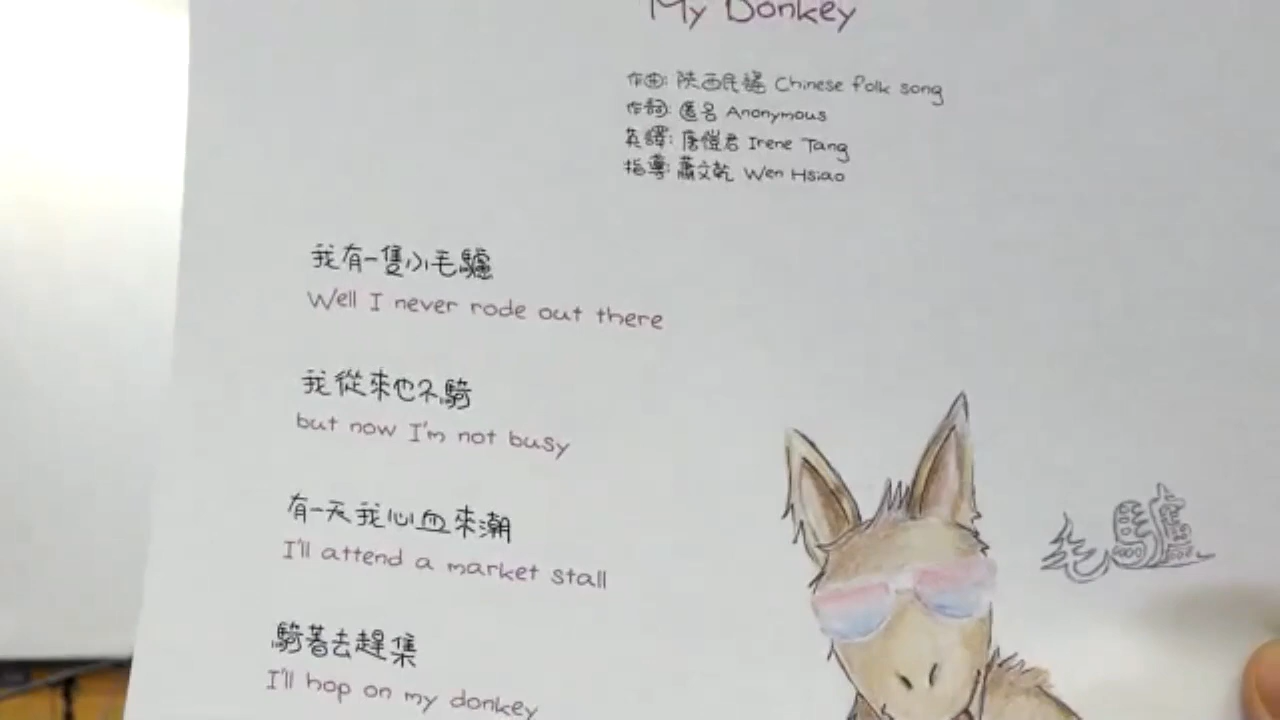 My Donkey
作曲: 陝西民謠 Chinese folk song
作詞: 匿名 Anonymous
英譯: 唐愷君 Irene Tang
指導: 蕭文乾 Wen Hsiao
我有一隻小毛驢
Well I never rode out there
我從來也不騎
but now I'm not busy
有一天我心血來潮
I'll attend a market stall
毛驢
騎著去趕集
I'll hop on my donkey